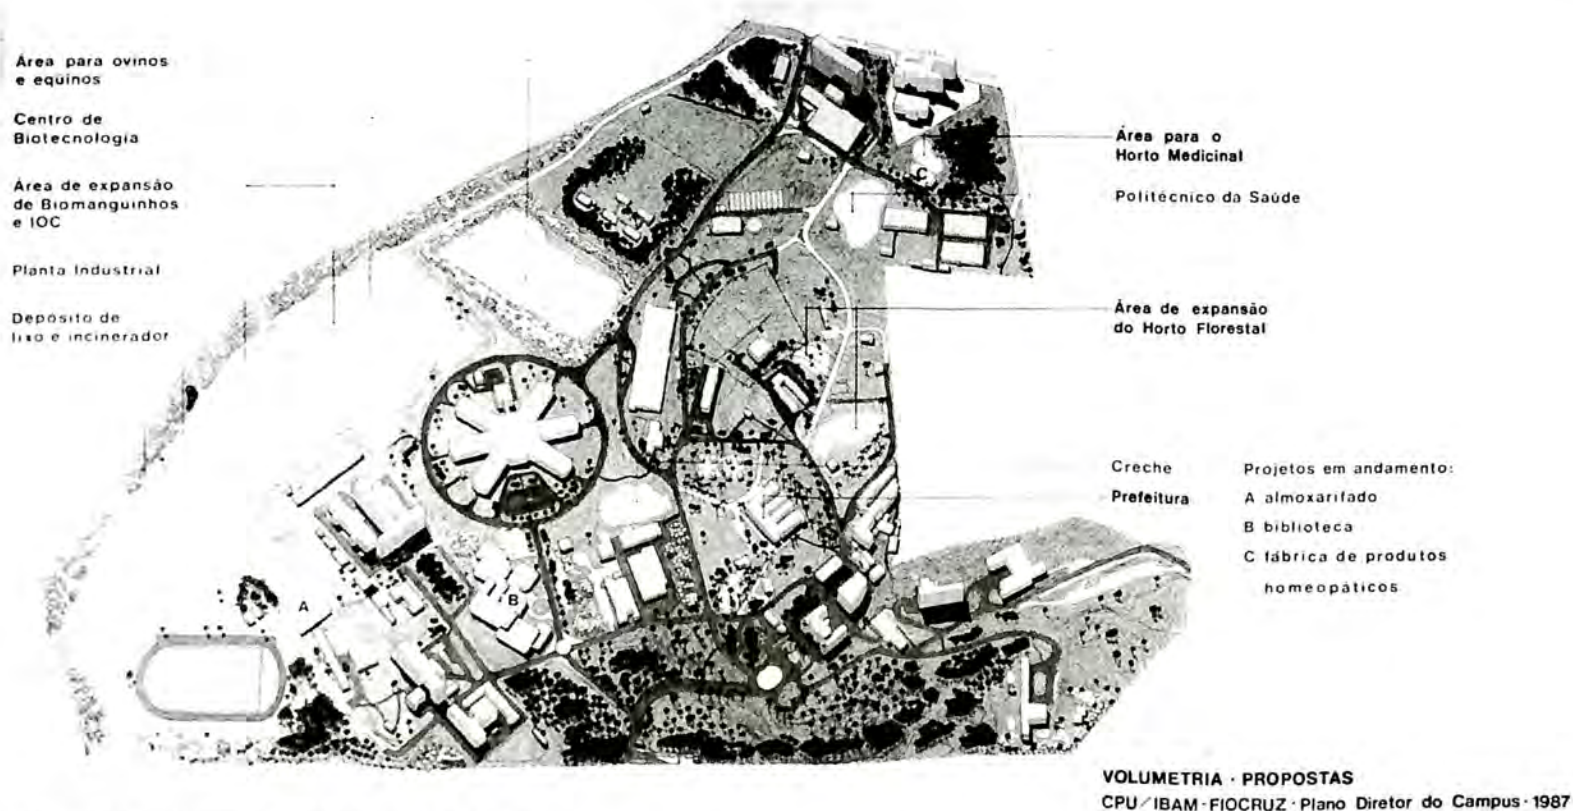 Área para ovinos
e equinos
Centro de
Biotecnologia
Área de expansão
de Biomanguinhos
e IOC
Planta Industrial
Depósito de
lixo e incinerador
Área para o
Horto Medicinal
Politécnico da Saúde
Área de expansão
do Horto Florestal
Creche
Prefeitura
Projetos em andamento:
A almoxarifado
B biblioteca
C fábrica de produtos
homeopáticos
A
B
C
VOLUMETRIA · PROPOSTAS
CPU/IBAM · FIOCRUZ · Plano Diretor do Campus · 1987